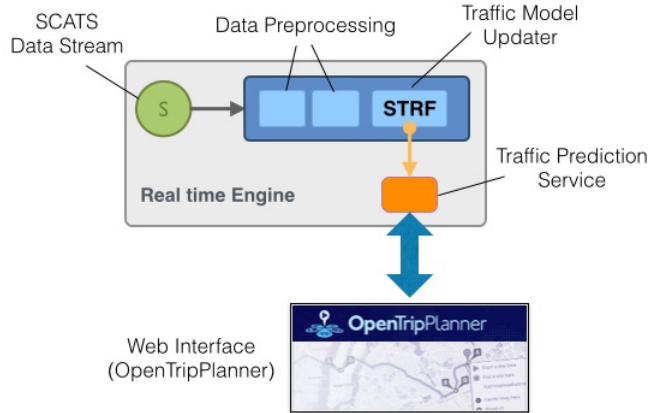 SCATS
Data Stream
Data Preprocessing
Traffic Model
Updater
S
STRF
Traffic Prediction
Service
Real time Engine
OpenTripPlanner
Web Interface
(OpenTripPlanner)